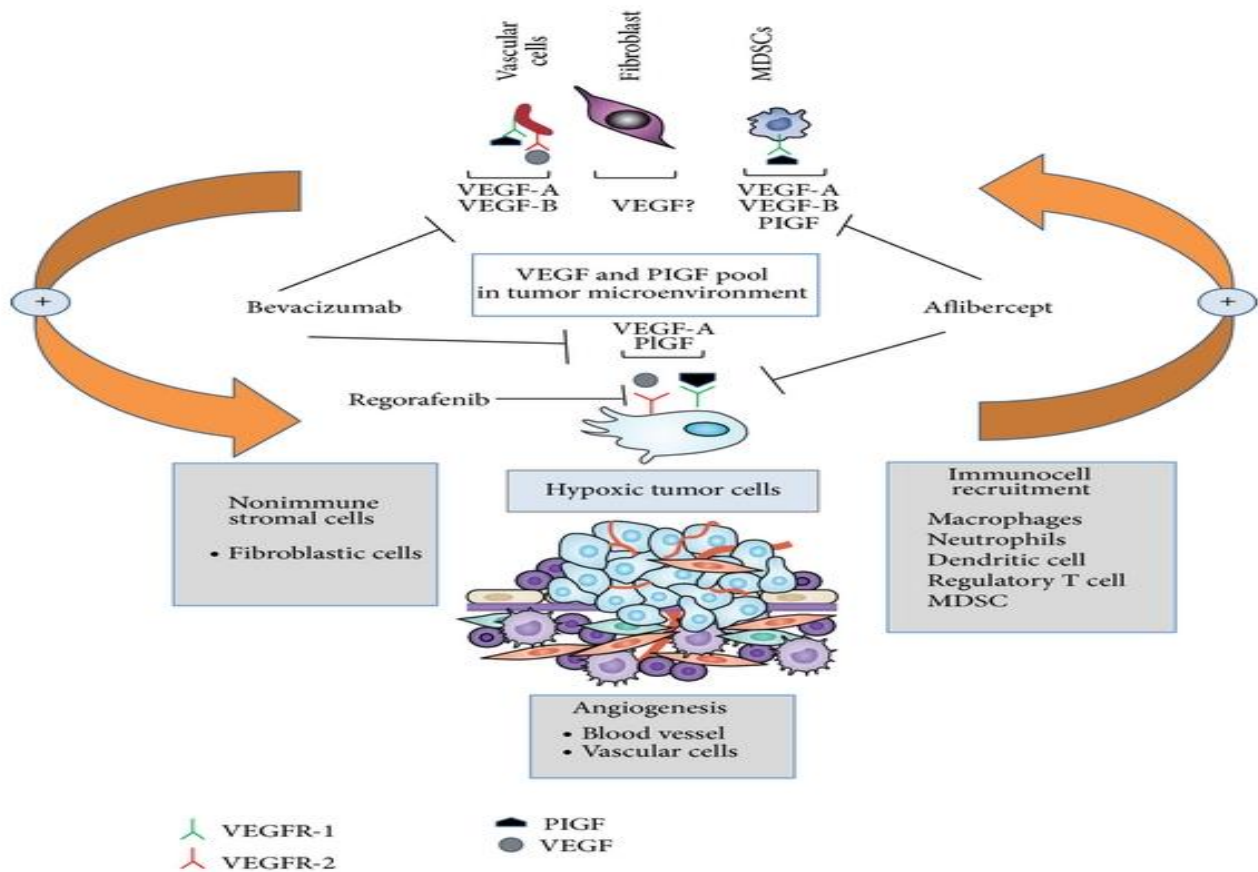 Vascular
cells
Fibroblast
MDSCs
VEGF-A
VEGF-B
VEGF?
VEGF-A
VEGF-B
PIGF
VEGF and PIGF pool
in tumor microenvironment
Bevacizumab
Aflibercept
+
+
VEGF-A
PlGF
Regorafenib
Nonimmune
stromal cells
• Fibroblastic cells
Hypoxic tumor cells
Immunocell
recruitment
Macrophages
Neutrophils
Dendritic cell
Regulatory T cell
MDSC
Angiogenesis
• Blood vessel
• Vascular cells
VEGFR-1
VEGFR-2
PIGF
VEGF